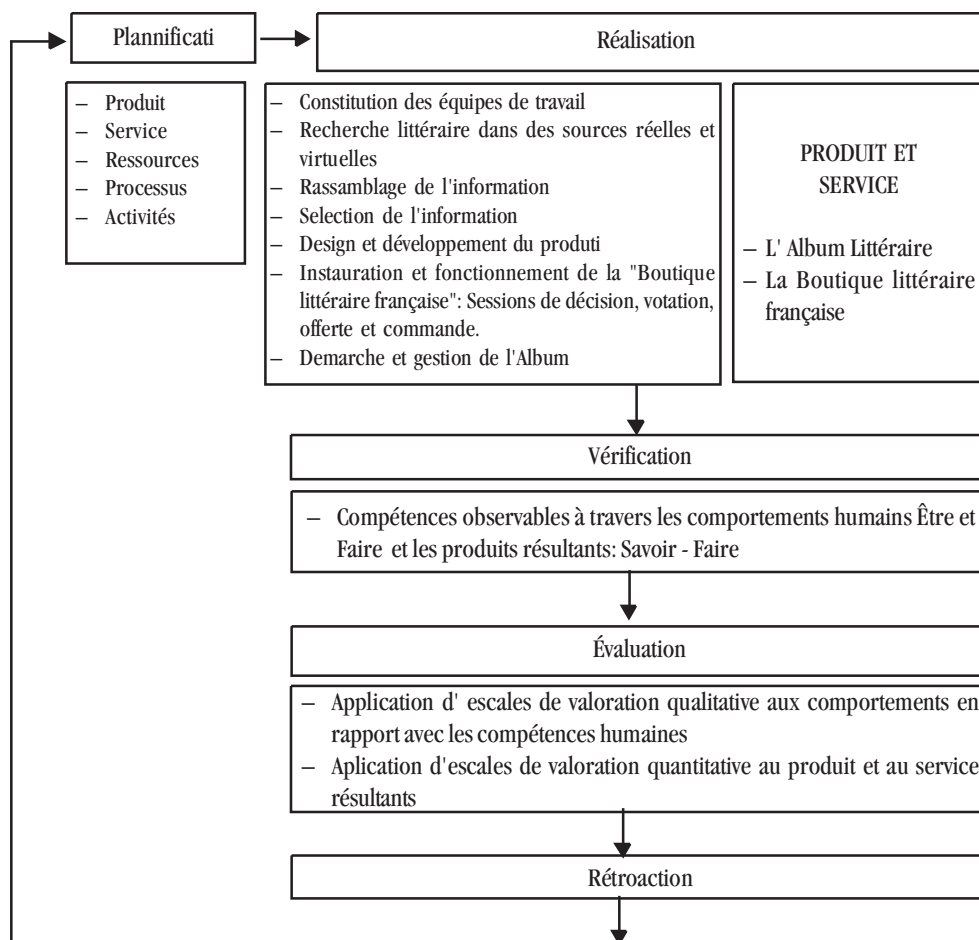 Plannificati
Réalisation
– Produit
– Service
– Ressources
– Processus
– Activités
– Constitution des équipes de travail
– Recherche littéraire dans des sources réelles et
virtuelles
– Rassamblage de l'information
– Selection de l'information
– Design et développement du produti
– Instauration et fonctionnement de la "Boutique
littéraire française": Sessions de décision, votation,
offerte et commande.
– Demarche et gestion de l'Album
PRODUIT ET
SERVICE
– L' Album Littéraire
– La Boutique littéraire
française
Vérification
– Compétences observables à travers les comportements humains Être et
Faire et les produits résultants: Savoir - Faire
Évaluation
– Application d' escales de valoration qualitative aux comportements en
rapport avec les compétences humaines
– Aplication d'escales de valoration quantitative au produit et au service
résultants
Rétroaction